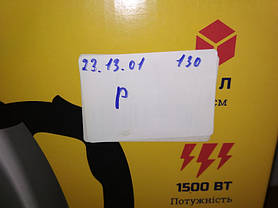 23.13.01 130
р
Л
см
1500 ВТ
Потужність